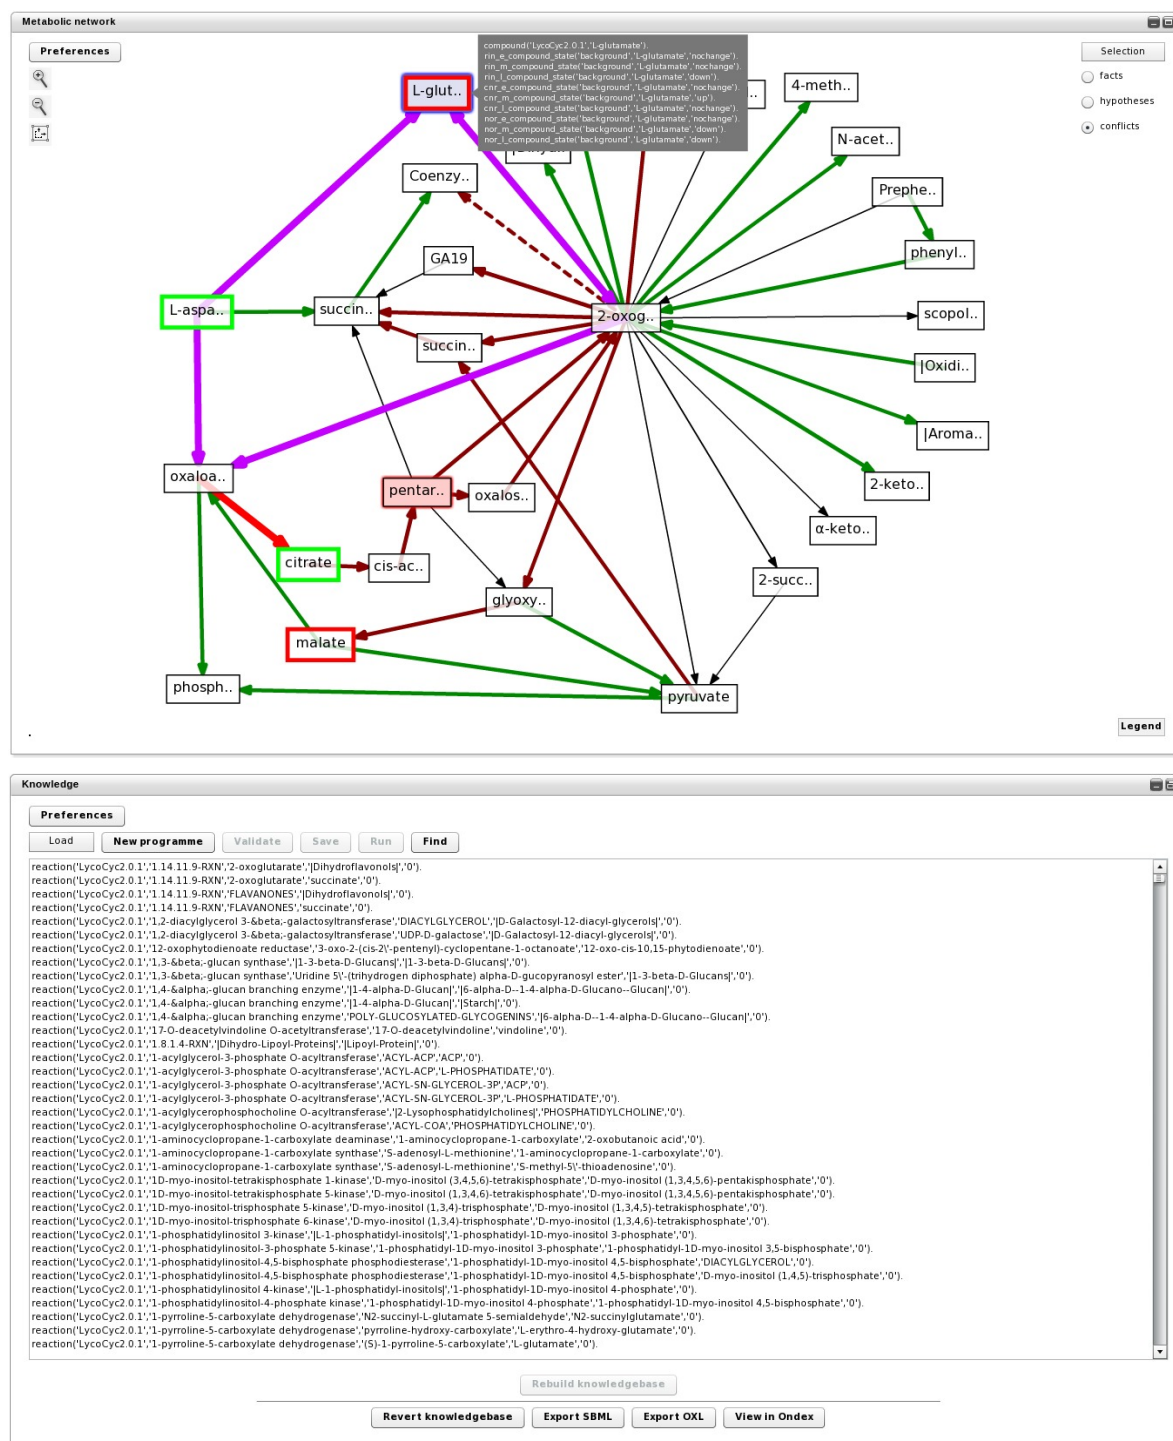 Metabolic network
Preferences
compound('LycoCyc2.0.1','L-glutamate').
rin_e_compound_state('background','L-glutamate','nochange').
rin_m_compound_state('background','L-glutamate','nochange').
rin_l_compound_state('background','L-glutamate','down').
cnr_e_compound_state('background','L-glutamate','nochange').
cnr_m_compound_state('background','L-glutamate','up').
cnr_l_compound_state('background','L-glutamate','nochange').
nor_e_compound_state('background','L-glutamate','nochange').
nor_m_compound_state('background','L-glutamate','down').
nor_l_compound_state('background','L-glutamate','down').
Selection
facts
hypotheses
conflicts
L-glut..
4-meth..
N-acet..
Coenzy..
Prephe..
GA19
phenyl..
L-aspa..
succin..
2-oxog..
scopol..
succin..
|Oxidi..
|Aroma..
oxaloa..
pentar..
oxalos..
2-keto..
α-keto..
citrate
cis-ac..
2-succ..
glyoxy..
malate
phosph..
pyruvate
Legend
Knowledge
Preferences
Load
New programme
Validate
Save
Run
Find
reaction('LycoCyc2.0.1','1.14.11.9-RXN','2-oxoglutarate','|Dihydroflavonols|','0').
reaction('LycoCyc2.0.1','1.14.11.9-RXN','2-oxoglutarate','succinate','0').
reaction('LycoCyc2.0.1','1.14.11.9-RXN','FLAVANONES','|Dihydroflavonols|','0').
reaction('LycoCyc2.0.1','1.14.11.9-RXN','FLAVANONES','succinate','0').
reaction('LycoCyc2.0.1','1,2-diacylglycerol 3-&beta;-galactosyltransferase','DIACYLGLYCEROL','|D-Galactosyl-12-diacyl-glycerols|','0').
reaction('LycoCyc2.0.1','1,2-diacylglycerol 3-&beta;-galactosyltransferase','UDP-D-galactose','|D-Galactosyl-12-diacyl-glycerols|','0').
reaction('LycoCyc2.0.1','12-oxophytodienoate reductase','3-oxo-2-(cis-2\'-pentenyl)-cyclopentane-1-octanoate','12-oxo-cis-10,15-phytodienoate','0').
reaction('LycoCyc2.0.1','1,3-&beta;-glucan synthase','|1-3-beta-D-Glucans|','|1-3-beta-D-Glucans|','0').
reaction('LycoCyc2.0.1','1,3-&beta;-glucan synthase','Uridine 5\'-(trihydrogen diphosphate) alpha-D-gucopyranosyl ester','|1-3-beta-D-Glucans|','0').
reaction('LycoCyc2.0.1','1,4-&alpha;-glucan branching enzyme','|1-4-alpha-D-Glucan|','|6-alpha-D--1-4-alpha-D-Glucano--Glucan|','0').
reaction('LycoCyc2.0.1','1,4-&alpha;-glucan branching enzyme','|1-4-alpha-D-Glucan|','|Starch|','0').
reaction('LycoCyc2.0.1','1,4-&alpha;-glucan branching enzyme','POLY-GLUCOSYLATED-GLYCOGENINS','|6-alpha-D--1-4-alpha-D-Glucano--Glucan|','0').
reaction('LycoCyc2.0.1','17-O-deacetylvindoline O-acetyltransferase','17-O-deacetylvindoline','vindoline','0').
reaction('LycoCyc2.0.1','1.8.1.4-RXN','|Dihydro-Lipoyl-Proteins|','|Lipoyl-Protein|','0').
reaction('LycoCyc2.0.1','1-acylglycerol-3-phosphate O-acyltransferase','ACYL-ACP','ACP','0').
reaction('LycoCyc2.0.1','1-acylglycerol-3-phosphate O-acyltransferase','ACYL-ACP','L-PHOSPHATIDATE','0').
reaction('LycoCyc2.0.1','1-acylglycerol-3-phosphate O-acyltransferase','ACYL-SN-GLYCEROL-3P','ACP','0').
reaction('LycoCyc2.0.1','1-acylglycerol-3-phosphate O-acyltransferase','ACYL-SN-GLYCEROL-3P','L-PHOSPHATIDATE','0').
reaction('LycoCyc2.0.1','1-acylglycerophosphocholine O-acyltransferase','|2-Lysophosphatidylcholines|','PHOSPHATIDYLCHOLINE','0').
reaction('LycoCyc2.0.1','1-acylglycerophosphocholine O-acyltransferase','ACYL-COA','PHOSPHATIDYLCHOLINE','0').
reaction('LycoCyc2.0.1','1-aminocyclopropane-1-carboxylate deaminase','1-aminocyclopropane-1-carboxylate','2-oxobutanoic acid','0').
reaction('LycoCyc2.0.1','1-aminocyclopropane-1-carboxylate synthase','S-adenosyl-L-methionine','1-aminocyclopropane-1-carboxylate','0').
reaction('LycoCyc2.0.1','1-aminocyclopropane-1-carboxylate synthase','S-adenosyl-L-methionine','S-methyl-5\'-thioadenosine','0').
reaction('LycoCyc2.0.1','1D-myo-inositol-tetrakisphosphate 1-kinase','D-myo-inositol (3,4,5,6)-tetrakisphosphate','D-myo-inositol (1,3,4,5,6)-pentakisphosphate','0').
reaction('LycoCyc2.0.1','1D-myo-inositol-tetrakisphosphate 5-kinase','D-myo-inositol (1,3,4,6)-tetrakisphosphate','D-myo-inositol (1,3,4,5,6)-pentakisphosphate','0').
reaction('LycoCyc2.0.1','1D-myo-inositol-trisphosphate 5-kinase','D-myo-inositol (1,3,4)-trisphosphate','D-myo-inositol (1,3,4,5)-tetrakisphosphate','0').
reaction('LycoCyc2.0.1','1D-myo-inositol-trisphosphate 6-kinase','D-myo-inositol (1,3,4)-trisphosphate','D-myo-inositol (1,3,4,6)-tetrakisphosphate','0').
reaction('LycoCyc2.0.1','1-phosphatidylinositol 3-kinase','|L-1-phosphatidyl-inositols|','1-phosphatidyl-1D-myo-inositol 3-phosphate','0').
reaction('LycoCyc2.0.1','1-phosphatidylinositol-3-phosphate 5-kinase','1-phosphatidyl-1D-myo-inositol 3-phosphate','1-phosphatidyl-1D-myo-inositol 3,5-bisphosphate','0').
reaction('LycoCyc2.0.1','1-phosphatidylinositol-4,5-bisphosphate phosphodiesterase','1-phosphatidyl-1D-myo-inositol 4,5-bisphosphate','DIACYLGLYCEROL','0').
reaction('LycoCyc2.0.1','1-phosphatidylinositol-4,5-bisphosphate phosphodiesterase','1-phosphatidyl-1D-myo-inositol 4,5-bisphosphate','D-myo-inositol (1,4,5)-trisphosphate','0').
reaction('LycoCyc2.0.1','1-phosphatidylinositol 4-kinase','|L-1-phosphatidyl-inositols|','1-phosphatidyl-1D-myo-inositol 4-phosphate','0').
reaction('LycoCyc2.0.1','1-phosphatidylinositol-4-phosphate kinase','1-phosphatidyl-1D-myo-inositol 4-phosphate','1-phosphatidyl-1D-myo-inositol 4,5-bisphosphate','0').
reaction('LycoCyc2.0.1','1-pyrroline-5-carboxylate dehydrogenase','N2-succinyl-L-glutamate 5-semialdehyde','N2-succinylglutamate','0').
reaction('LycoCyc2.0.1','1-pyrroline-5-carboxylate dehydrogenase','pyrroline-hydroxy-carboxylate','L-erythro-4-hydroxy-glutamate','0').
reaction('LycoCyc2.0.1','1-pyrroline-5-carboxylate dehydrogenase','(S)-1-pyrroline-5-carboxylate','L-glutamate','0').
Rebuild knowledgebase
Revert knowledgebase
Export SBML
Export OXL
View in Ondex